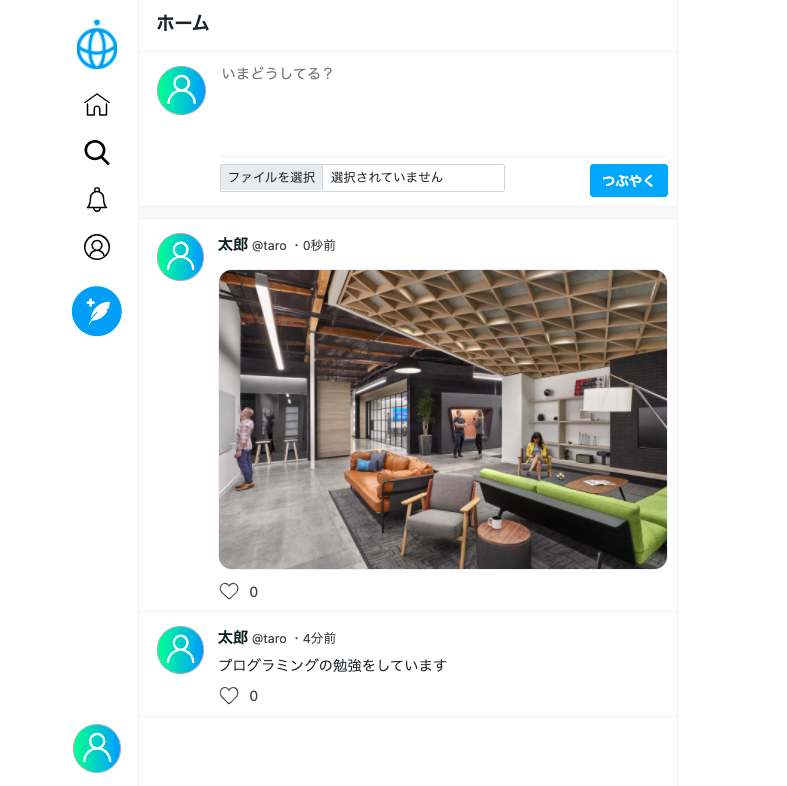 ホーム
いまどうしてる？
ファイルを選択 選択されていません
つぶやく
太郎 @taro ・0秒前
0
太郎 @taro ・4分前
プログラミングの勉強をしています
0